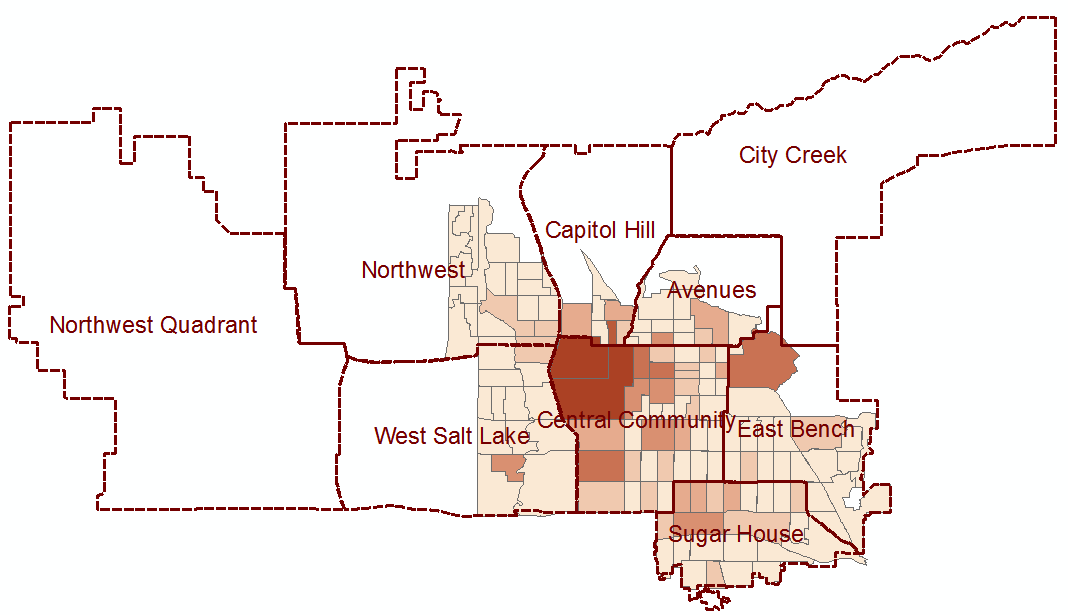 City Creek
Capitol Hill
Northwest
Avenues
Northwest Quadrant
Central Community
East Bench
West Salt Lake
Sugar House